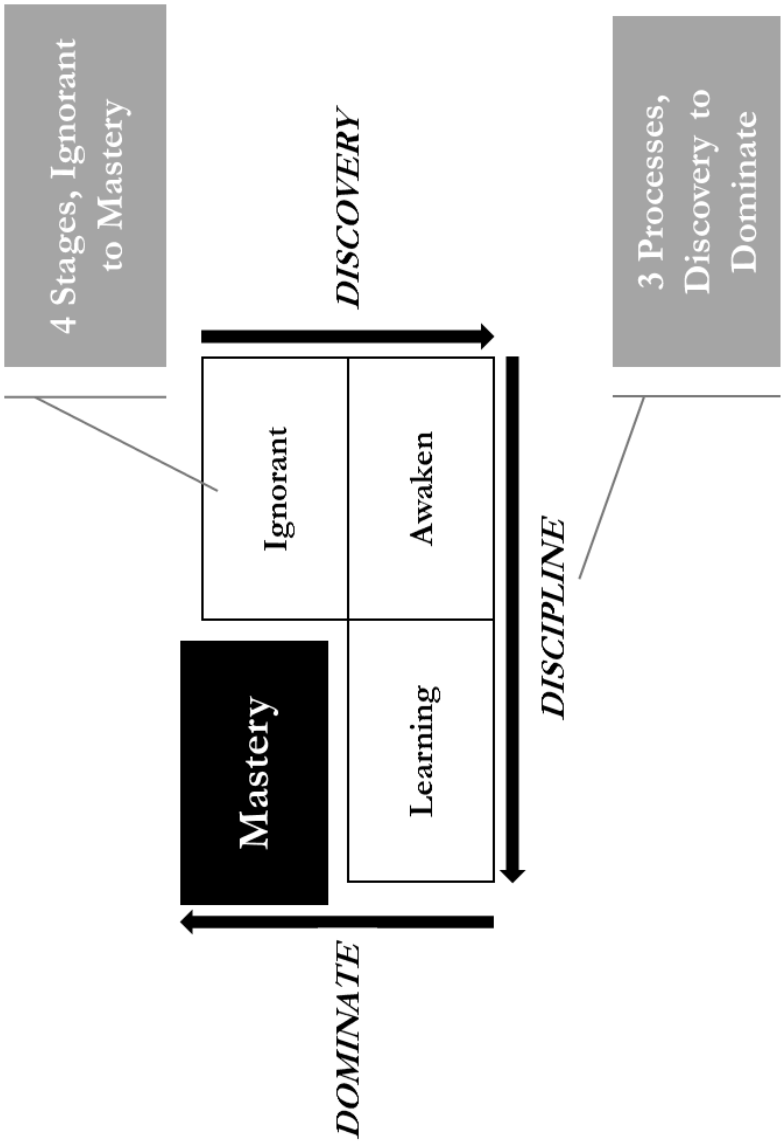 4 Stages, Ignorant
to Mastery
Mastery
Ignorant
DOMINATE
DISCOVERY
Learning
Awaken
DISCIPLINE
3 Processes,
Discovery to
Dominate